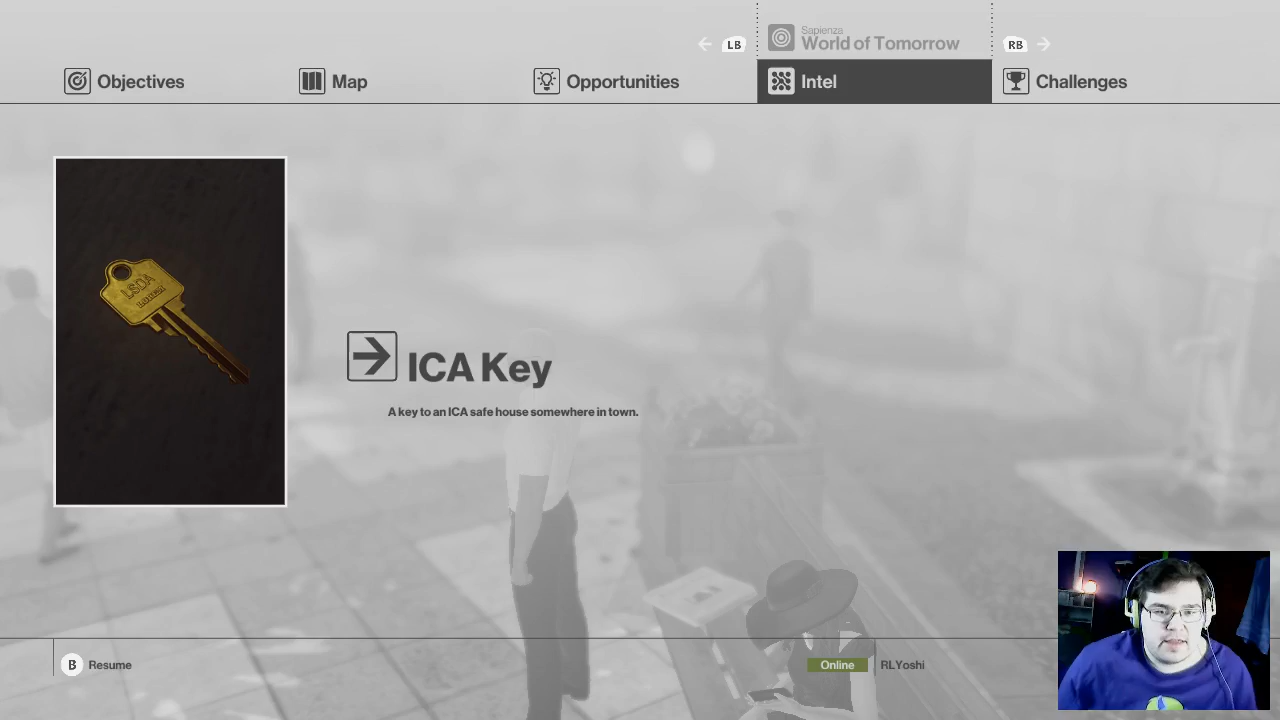 Sapienza
World of Tomorrow
LB
RB
Objectives
Map
Opportunities
Intel
Challenges
ICA Key
A key to an ICA safe house somewhere in town.
B
Resume
Online
RLYoshi